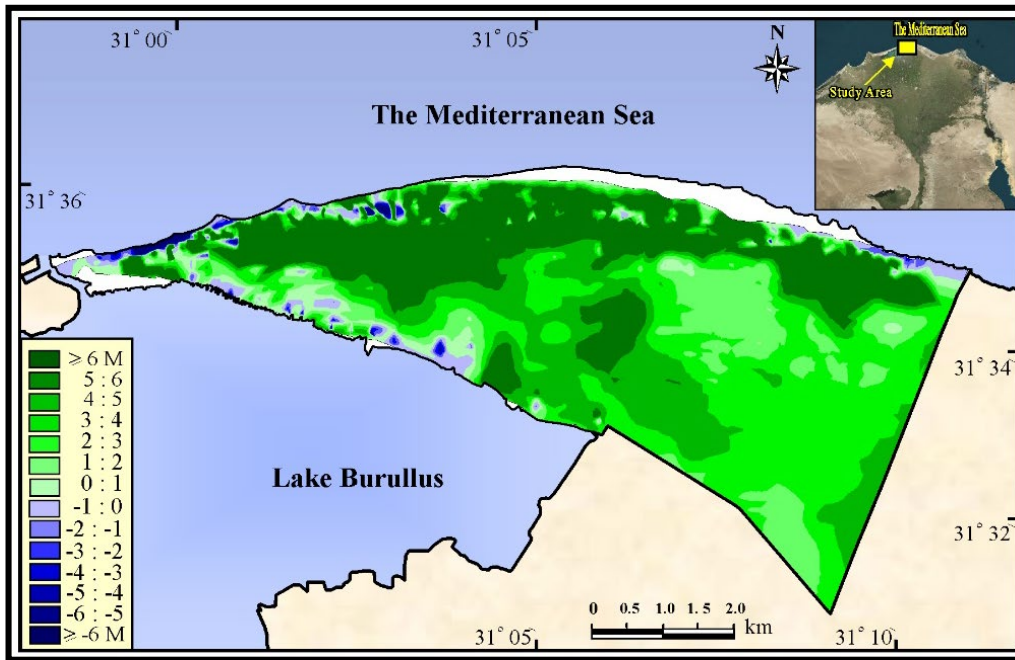 31° 00`
31° 05`
N
The Mediterranean Sea
Study Area
The Mediterranean Sea
31° 36`
31° 34`
31° 32`
Lake Burullus
⩾ 6 M
5 : 6
4 : 5
3 : 4
2 : 3
1 : 2
0 : 1
-1 : 0
-2 : -1
-3 : -2
-4 : -3
-5 : -4
-6 : -5
⩾ -6 M
0 0.5 1.0 1.5 2.0
km
31° 05`
31° 10`